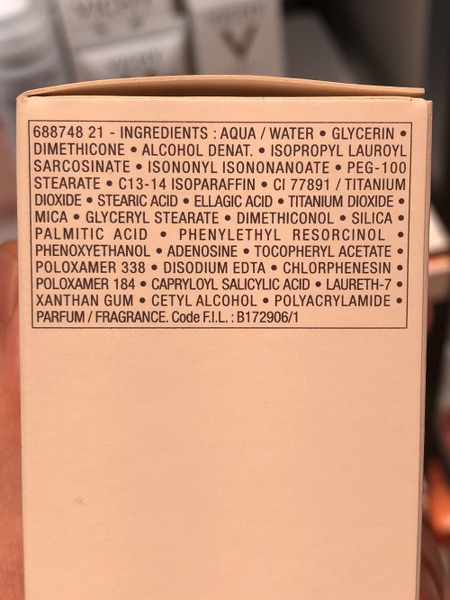 VICHY
688748 21 - INGREDIENTS : AQUA / WATER • GLYCERIN •
DIMETHICONE • ALCOHOL DENAT. • ISOPROPYL LAUROYL
SARCOSINATE • ISONONYL ISONONANOATE • PEG-100
STEARATE • C13-14 ISOPARAFFIN • CI 77891 / TITANIUM
DIOXIDE • STEARIC ACID • ELLAGIC ACID • TITANIUM DIOXIDE •
MICA • GLYCERYL STEARATE • DIMETHICONOL • SILICA •
PALMITIC ACID • PHENYLETHYL RESORCINOL •
PHENOXYETHANOL • ADENOSINE • TOCOPHERYL ACETATE •
POLOXAMER 338 • DISODIUM EDTA • CHLORPHENESIN •
POLOXAMER 184 • CAPRYLOYL SALICYLIC ACID • LAURETH-7 •
XANTHAN GUM • CETYL ALCOHOL • POLYACRYLAMIDE •
PARFUM / FRAGRANCE. Code F.I.L. : B172906/1